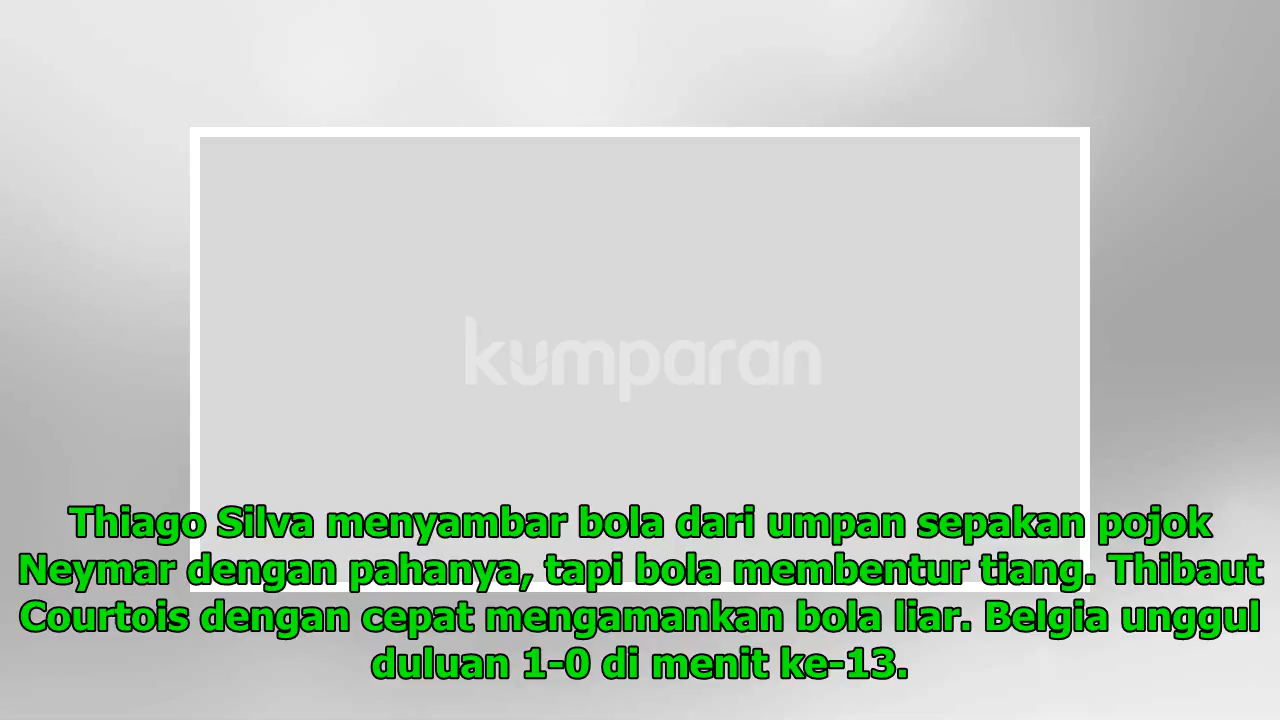 kumparan
Thiago Silva menyambar bola dari umpan sepakan pojok
Neymar dengan pahanya, tapi bola membentur tiang. Thibaut
Courtois dengan cepat mengamankan bola liar. Belgia unggul
duluan 1-0 di menit ke-13.